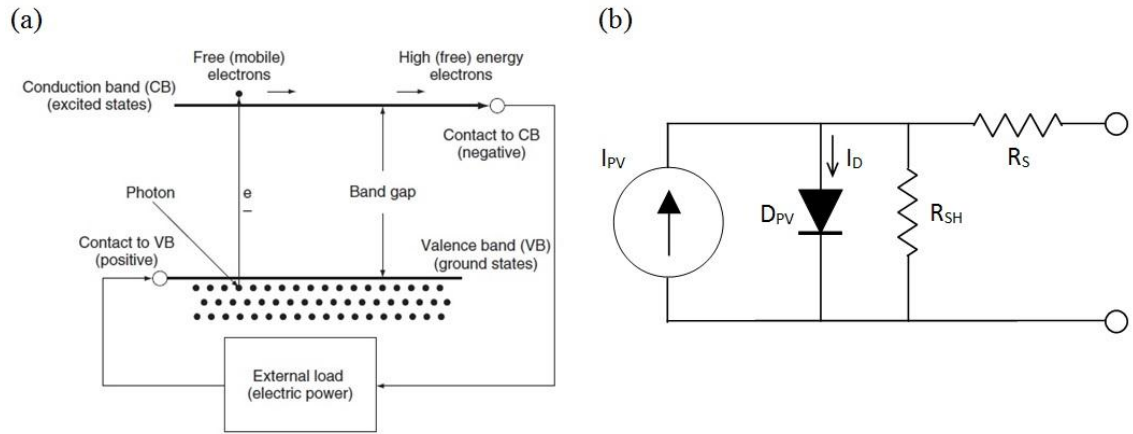 (a)
Free (mobile)
electrons
High (free) energy
electrons
Conduction band (CB)
(excited states)
Contact to CB
(negative)
Photon
e
Band gap
Contact to VB
(positive)
Valence band (VB)
(ground states)
External load
(electric power)
(b)
IPV
ID
DPV
RSH
RS